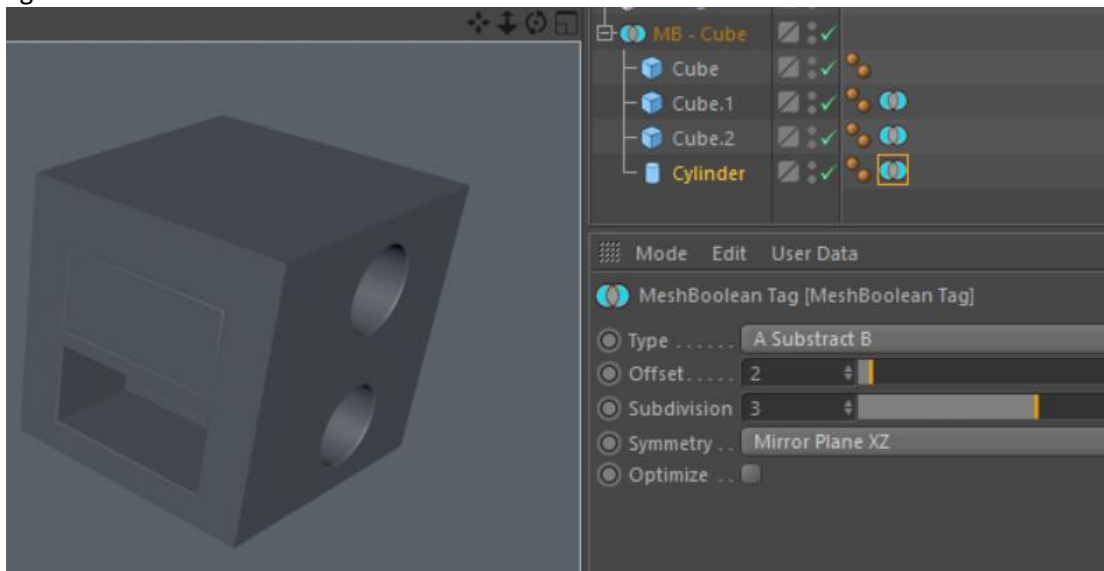 MB - Cube
Cube
Cube.1
Cube.2
Cylinder
Mode Edit User Data
MeshBoolean Tag [MeshBoolean Tag]
Type ...... A Substract B
Offset..... 2
Subdivision 3
Symmetry .. Mirror Plane XZ
Optimize ..